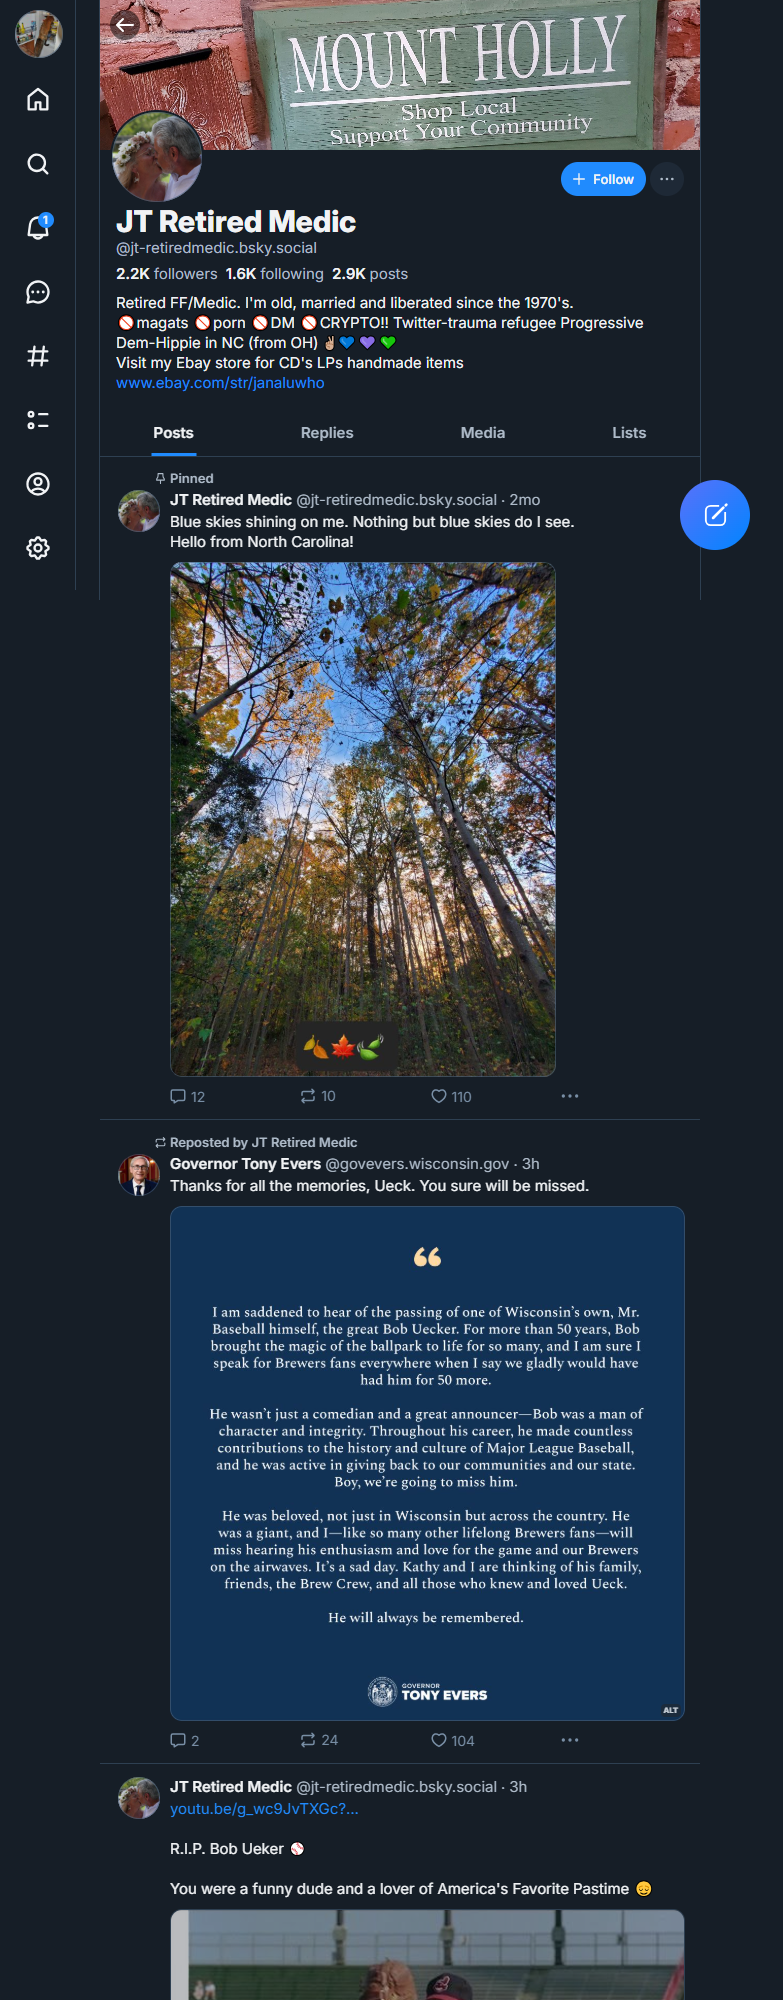 MOUNT HOLLY
Shop Local
Support Your Community
+ Follow
JT Retired Medic
@jt-retiredmedic.bsky.social
2.2K followers 1.6K following 2.9K posts
Retired FF/Medic. I'm old, married and liberated since the 1970's.
🚫magats 🚫porn 🚫DM 🚫CRYPTO!! Twitter-trauma refugee Progressive
Dem-Hippie in NC (from OH) ✌🏼💙 💜 💚
Visit my Ebay store for CD's LPs handmade items
www.ebay.com/str/janaluwho
Posts Replies Media Lists
1
Pinned
JT Retired Medic @jt-retiredmedic.bsky.social · 2mo
Blue skies shining on me. Nothing but blue skies do I see.
Hello from North Carolina!
🍂🍁🍃
12 10 110
Reposted by JT Retired Medic
Governor Tony Evers @govevers.wisconsin.gov · 3h
Thanks for all the memories, Ueck. You sure will be missed.
“
I am saddened to hear of the passing of one of Wisconsin’s own, Mr.
Baseball himself, the great Bob Uecker. For more than 50 years, Bob
brought the magic of the ballpark to life for so many, and I am sure I
speak for Brewers fans everywhere when I say we gladly would have
had him for 50 more.
He wasn’t just a comedian and a great announcer—Bob was a man of
character and integrity. Throughout his career, he made countless
contributions to the history and culture of Major League Baseball,
and he was active in giving back to our communities and our state.
Boy, we’re going to miss him.
He was beloved, not just in Wisconsin but across the country. He
was a giant, and I—like so many other lifelong Brewers fans—will
miss hearing his enthusiasm and love for the game and our Brewers
on the airwaves. It’s a sad day. Kathy and I are thinking of his family,
friends, the Brew Crew, and all those who knew and loved Ueck.
He will always be remembered.
GOVERNOR
TONY EVERS
ALT
2 24 104
JT Retired Medic @jt-retiredmedic.bsky.social · 3h
youtu.be/g_wc9JvTXGc?...
R.I.P. Bob Ueker ⚾
You were a funny dude and a lover of America's Favorite Pastime 😌